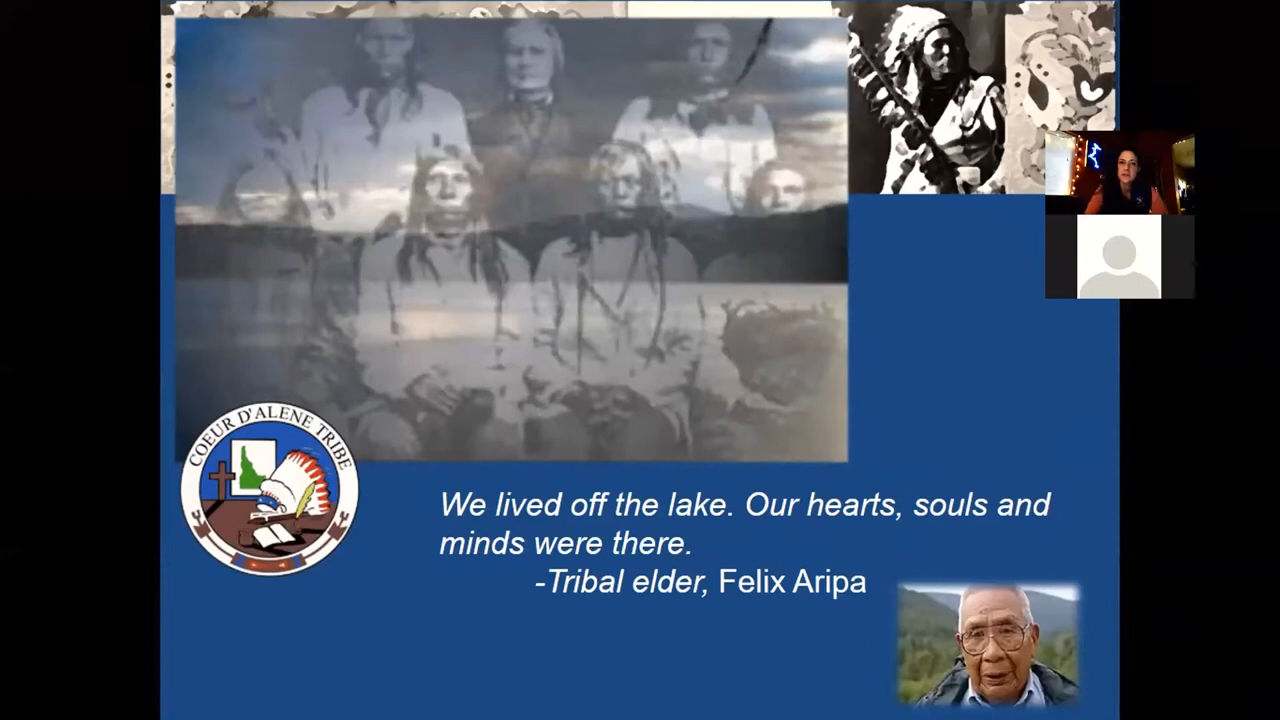 COEUR D'ALENE TRIBE
We lived off the lake. Our hearts, souls and
minds were there.
-Tribal elder, Felix Aripa